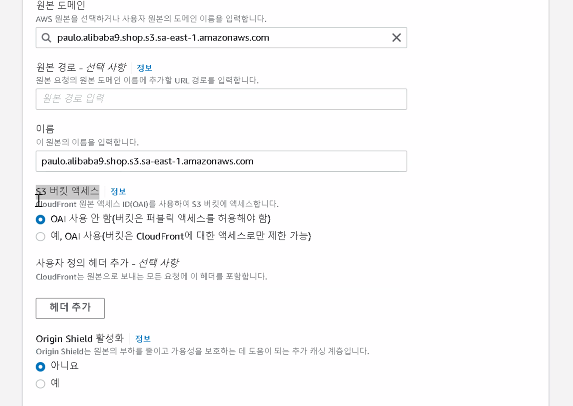 원본 도메인
AWS 원본을 선택하거나 사용자 원본의 도메인 이름을 입력합니다.
paulo.alibaba9.shop.s3.sa-east-1.amazonaws.com
원본 경로 - 선택 사항 정보
원본 요청의 원본 도메인 이름에 추가할 URL 경로를 입력합니다.
원본 경로 입력
이름
이 원본의 이름을 입력합니다.
paulo.alibaba9.shop.s3.sa-east-1.amazonaws.com
S3 버킷 액세스 정보
CloudFront 원본 액세스 ID(OAI)를 사용하여 S3 버킷에 액세스합니다.
OAI 사용 안 함(버킷은 퍼블릭 액세스를 허용해야 함)
예, OAI 사용(버킷은 CloudFront에 대한 액세스로만 제한 가능)
사용자 정의 헤더 추가 - 선택 사항
CloudFront는 원본으로 보내는 모든 요청에 이 헤더를 포함합니다.
헤더 추가
Origin Shield 활성화 정보
Origin Shield는 원본의 부하를 줄이고 가용성을 보호하는 데 도움이 되는 추가 캐싱 계층입니다.
아니요
예